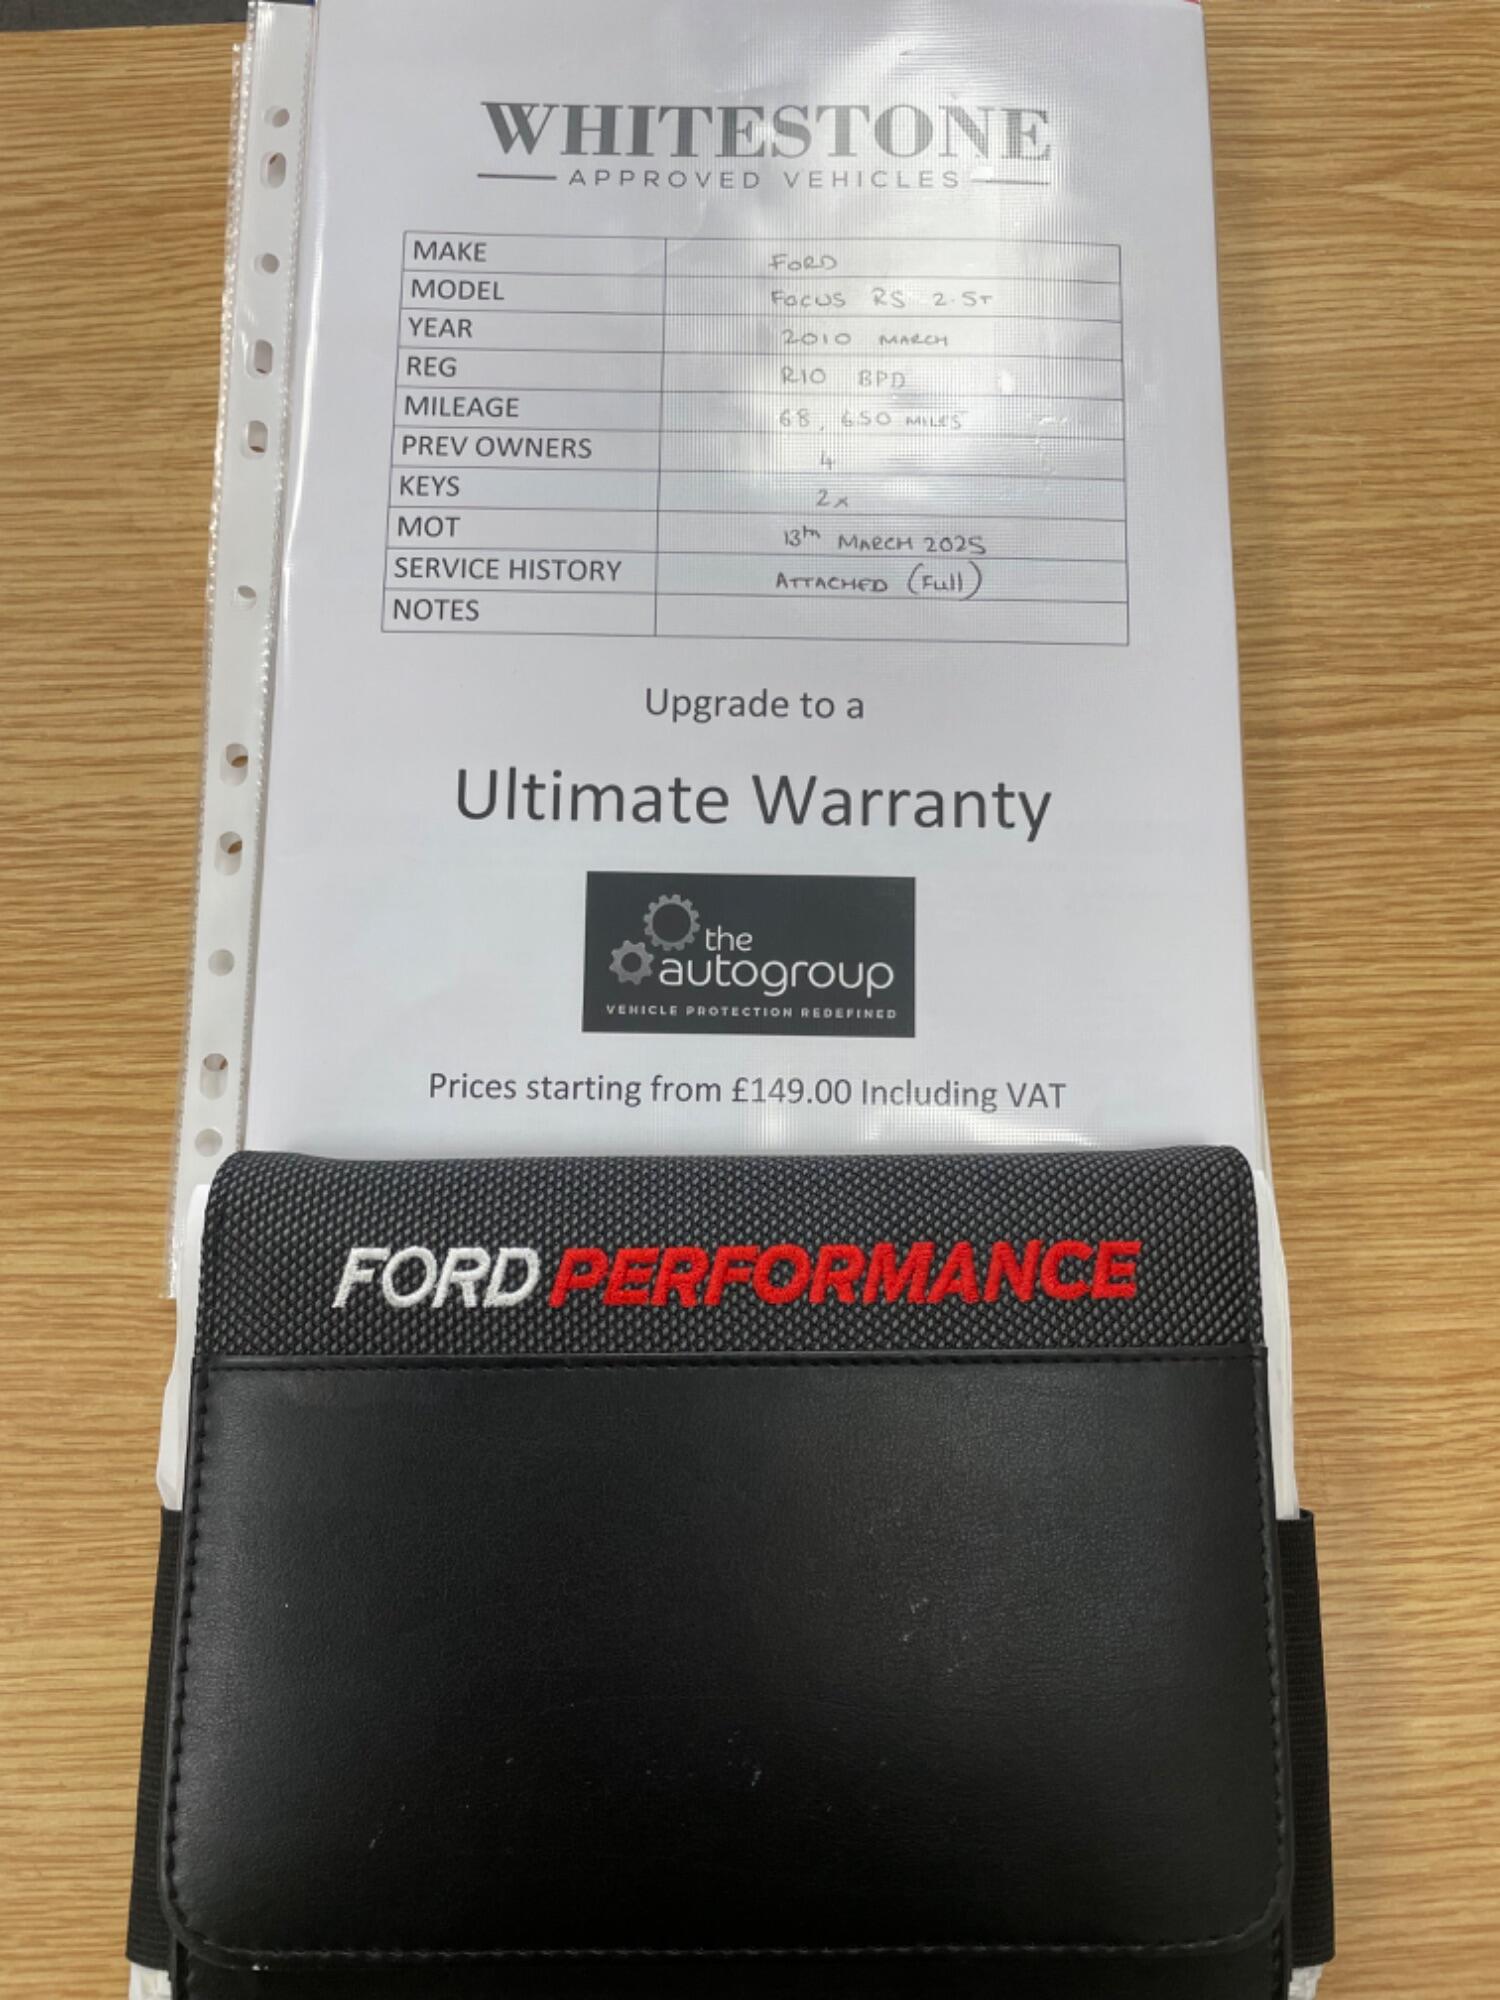 WHITESTONE
APPROVED VEHICLES
MAKE FORD
MODEL FOCUS RS 2.5T
YEAR 2010 MARCH
REG R10 BPD
MILEAGE 68,650 MILES
PREV OWNERS 4
KEYS 2x
MOT 13th MARCH 2025
SERVICE HISTORY ATTACHED (Full)
NOTES
Upgrade to a
Ultimate Warranty
the
autogroup
VEHICLE PROTECTION REDEFINED
Prices starting from £149.00 Including VAT
FORD PERFORMANCE